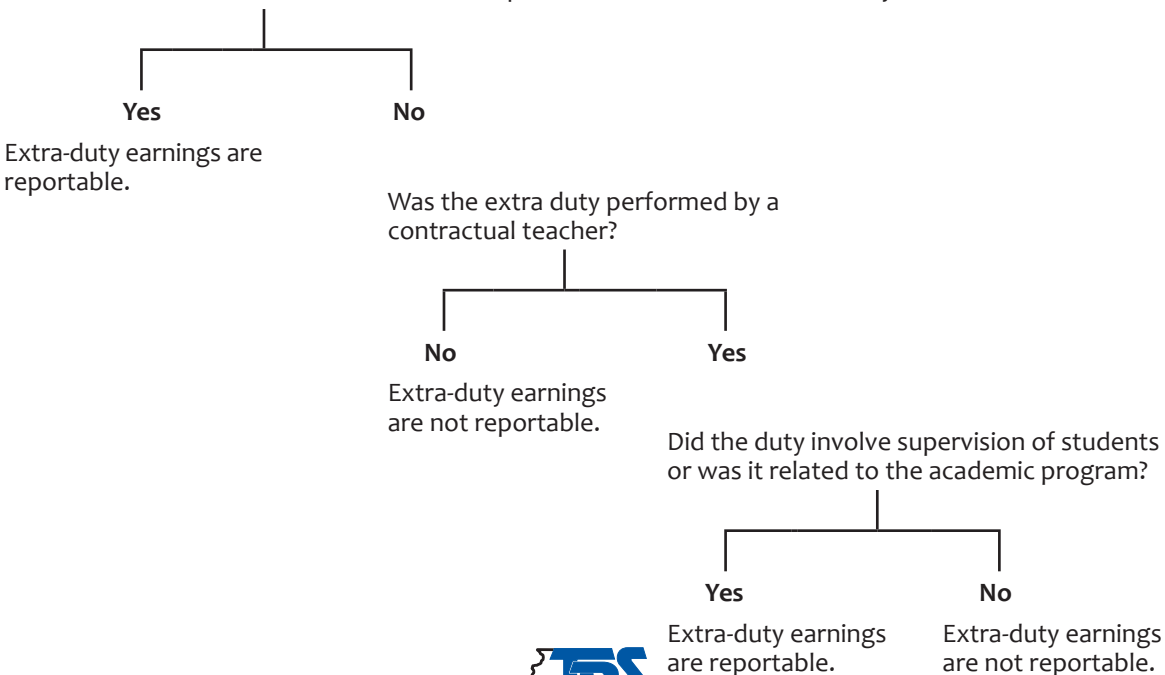 Yes
No
Extra-duty earnings are
reportable.
Was the extra duty performed by a
contractual teacher?
No
Yes
Extra-duty earnings
are not reportable.
Did the duty involve supervision of students
or was it related to the academic program?
Yes
No
Extra-duty earnings
are reportable.
Extra-duty earnings
are not reportable.